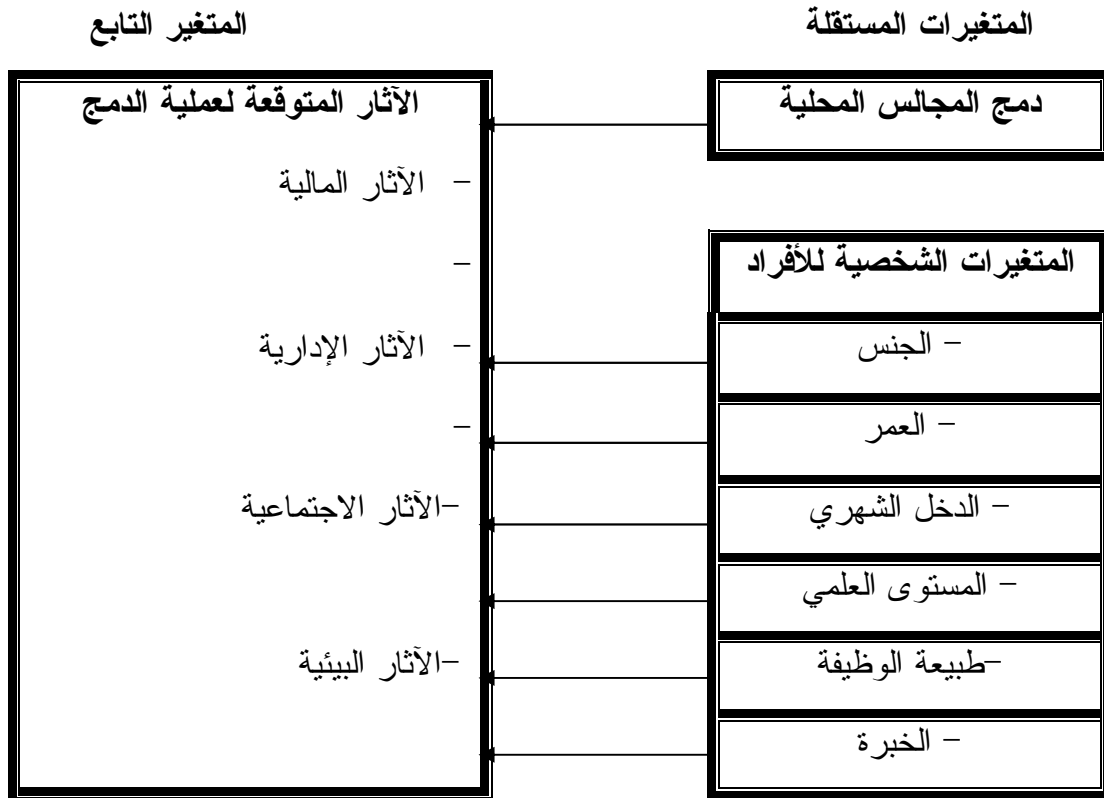 المتغيرات المستقلة
المتغير التابع
دمج المجالس المحلية
الآثار المتوقعة لعملية الدمج
– الآثار المالية
المتغيرات الشخصية للأفراد
–
– الجنس
– الآثار الإدارية
– العمر
–
– الدخل الشهري
–الآثار الاجتماعية
– المستوى العلمي
–طبيعة الوظيفة
–الآثار البيئية
– الخبرة